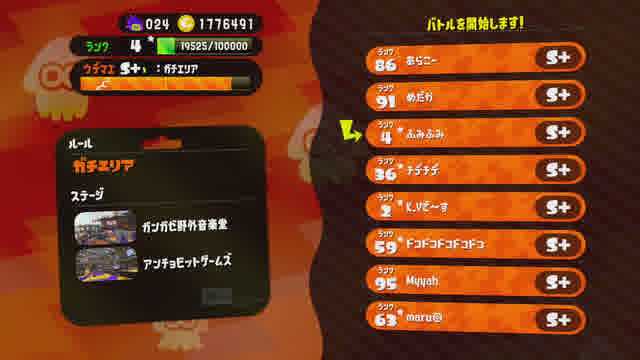 024 1776491
ランク 4★ 19525/100000
ウデマエ S+ : ガチエリア
ルール
ガチエリア
ステージ
ガンガゼ野外音楽堂
アンチョビットゲームズ
バトルを開始します!
ランク 86 あらこー S+
ランク 91 めだか S+
ランク 4★ ふみふみ S+
ランク 36★ チデチデ S+
ランク 2★ K.Vそ〜す S+
ランク 59★ ドコドコドコドコドコ S+
ランク 95 Myyah S+
ランク 63★ maru@ S+